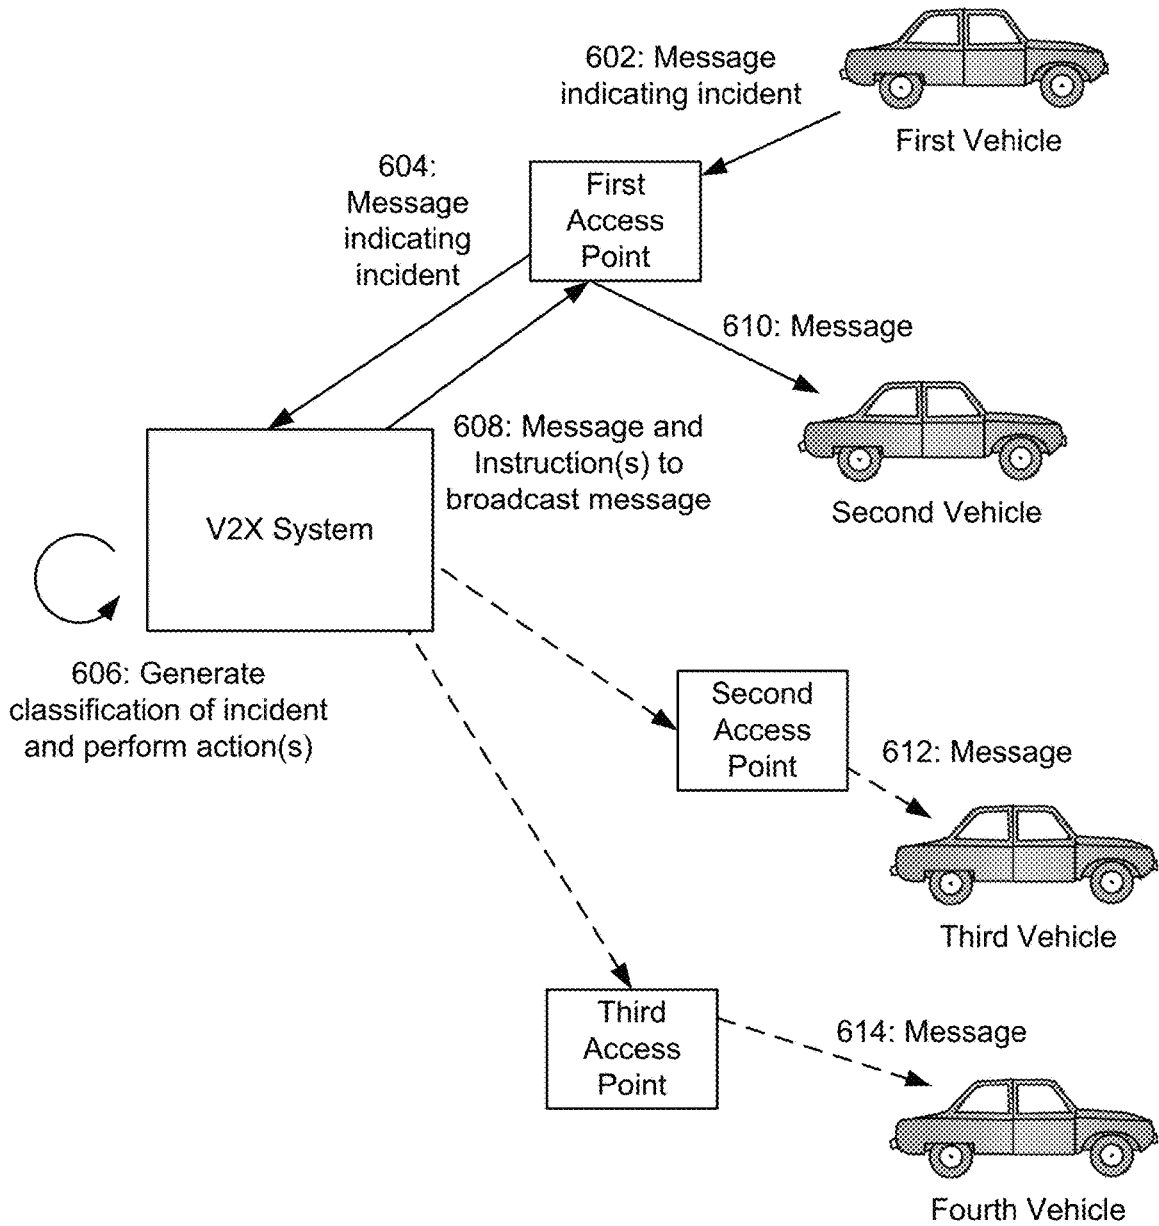 602: Message
indicating incident
First Vehicle
604:
Message
indicating
incident
First
Access
Point
610: Message
608: Message and
Instruction(s) to
broadcast message
Second Vehicle
V2X System
606: Generate
classification of incident
and perform action(s)
Second
Access
Point
612: Message
Third Vehicle
Third
Access
Point
614: Message
Fourth Vehicle